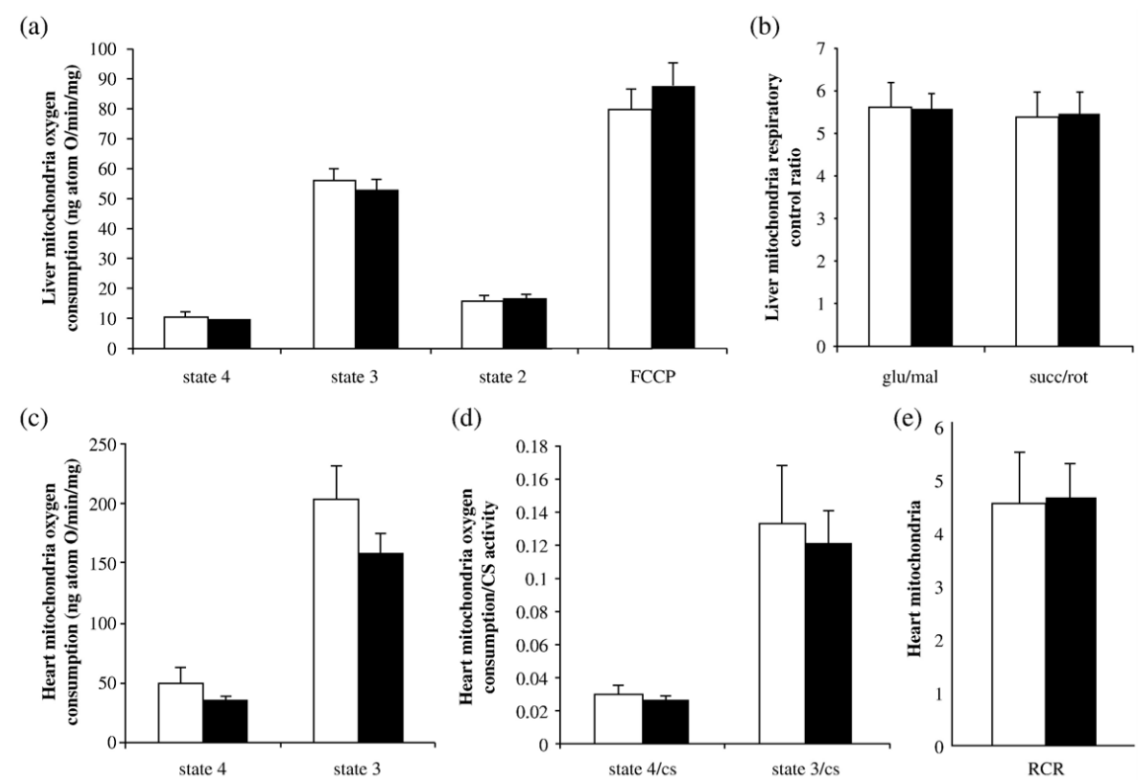 (a)
Liver mitochondria oxygen
consumption (ng atom O/min/mg)
100
90
80
70
60
50
40
30
20
10
0
state 4
state 3
state 2
FCCP
(b)
Liver mitochondria respiratory
control ratio
7
6
5
4
3
2
1
0
glu/mal
succ/rot
(c)
Heart mitochondria oxygen
consumption (ng atom O/min/mg)
250
200
150
100
50
0
state 4
state 3
(d)
Heart mitochondria oxygen
consumption/CS activity
0.18
0.16
0.14
0.12
0.1
0.08
0.06
0.04
0.02
0
state 4/cs
state 3/cs
(e)
Heart mitochondria
6
5
4
3
2
1
0
RCR